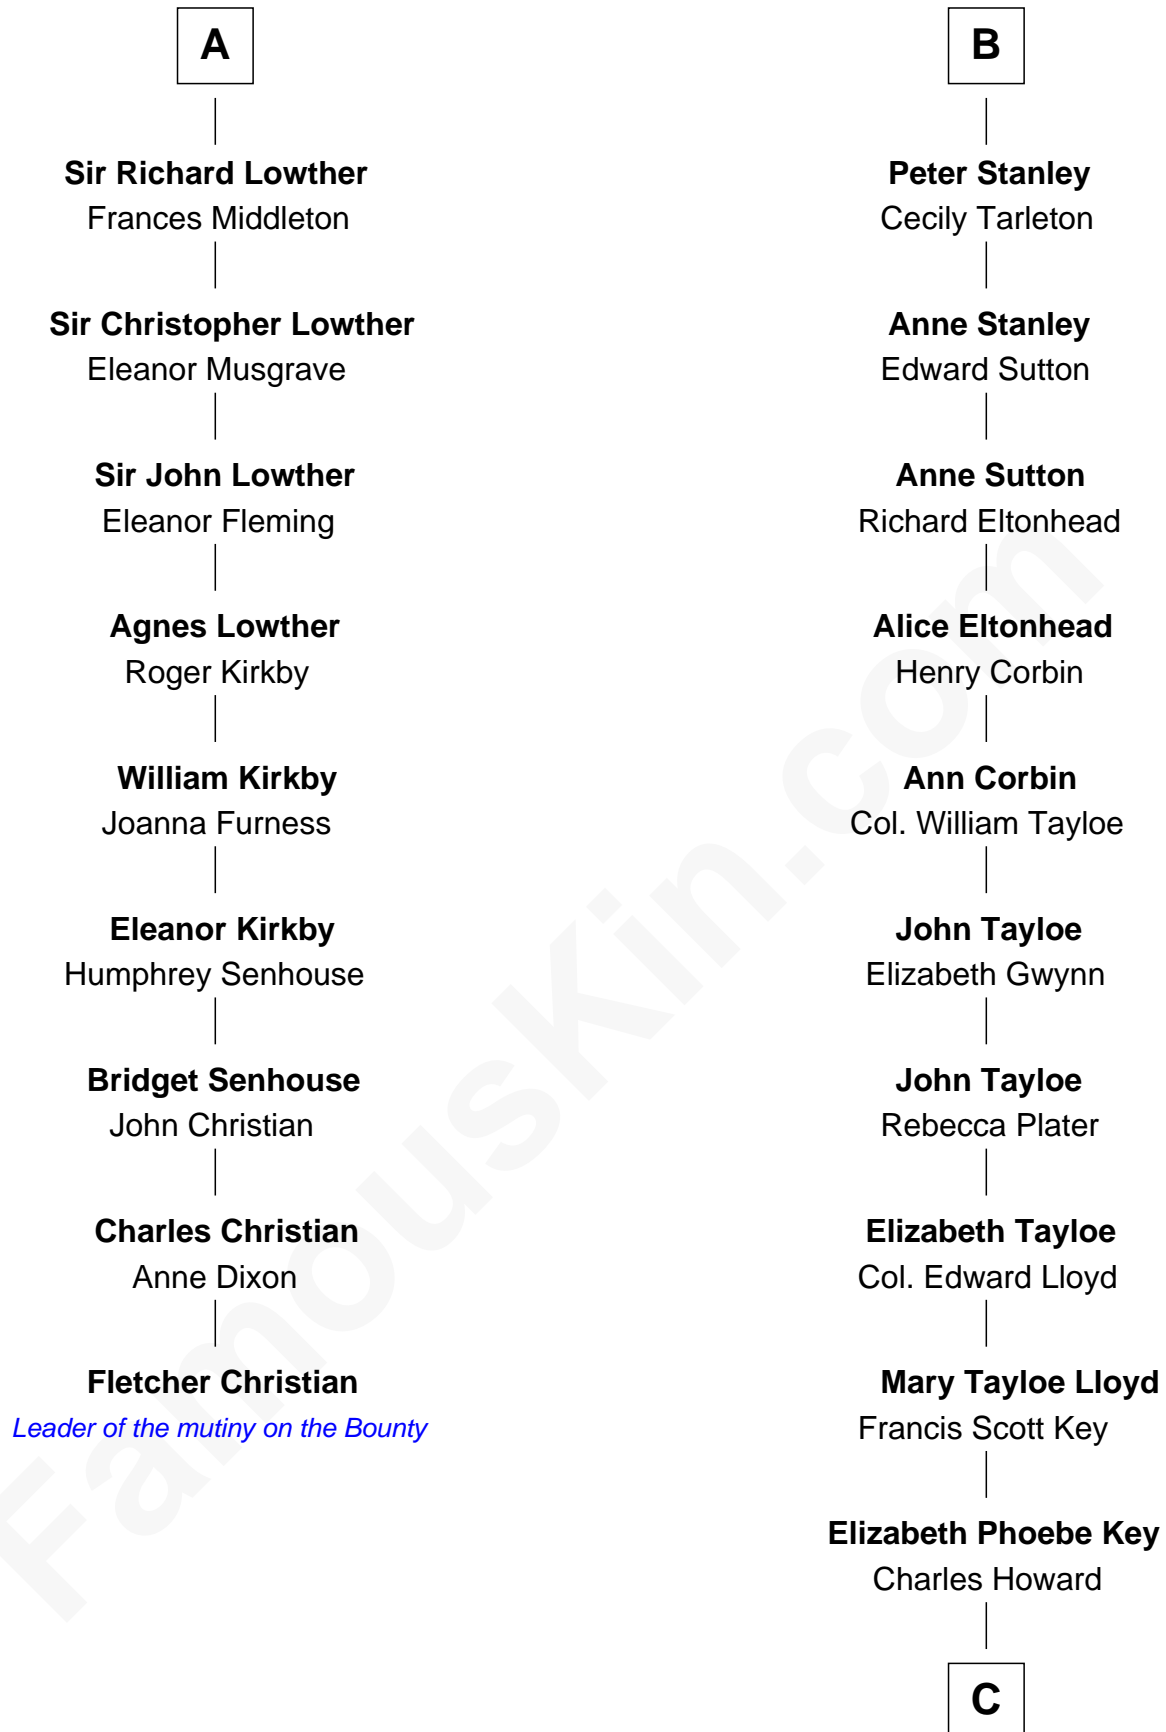 A
Sir Richard Lowther
Frances Middleton
Sir Christopher Lowther
Eleanor Musgrave
Sir John Lowther
Eleanor Fleming
Agnes Lowther
Roger Kirkby
William Kirkby
Joanna Furness
Eleanor Kirkby
Humphrey Senhouse
Bridget Senhouse
John Christian
Charles Christian
Anne Dixon
Fletcher Christian
Leader of the mutiny on the Bounty
B
Peter Stanley
Cecily Tarleton
Anne Stanley
Edward Sutton
Anne Sutton
Richard Eltonhead
Alice Eltonhead
Henry Corbin
Ann Corbin
Col. William Tayloe
John Tayloe
Elizabeth Gwynn
John Tayloe
Rebecca Plater
Elizabeth Tayloe
Col. Edward Lloyd
Mary Tayloe Lloyd
Francis Scott Key
Elizabeth Phoebe Key
Charles Howard
C
FamousKin.com